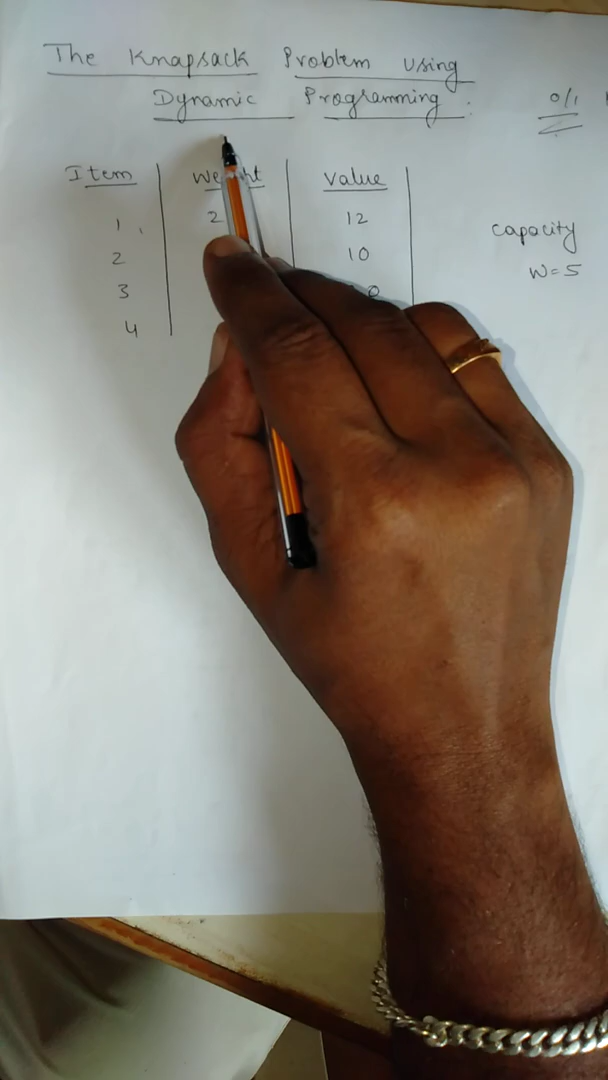 The Knapsack Problem using
Dynamic Programming :
0/1
Item Value
1, 2 12
2 10
3
4
Capacity
W=5